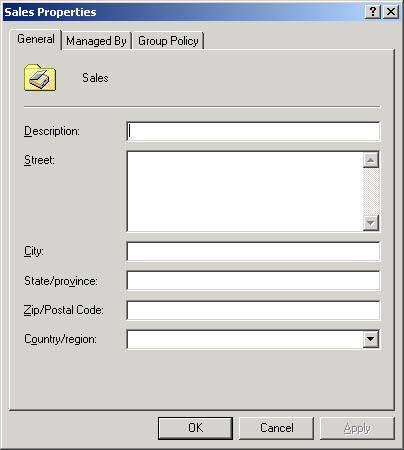 Sales Properties
General Managed By Group Policy
Sales
Description:
Street:
City:
State/province:
Zip/Postal Code:
Country/region:
OK Cancel Apply